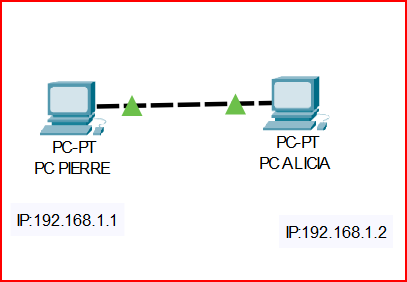 PC-PT
PC PIERRE
PC-PT
PC ALICIA
IP:192.168.1.1
IP:192.168.1.2